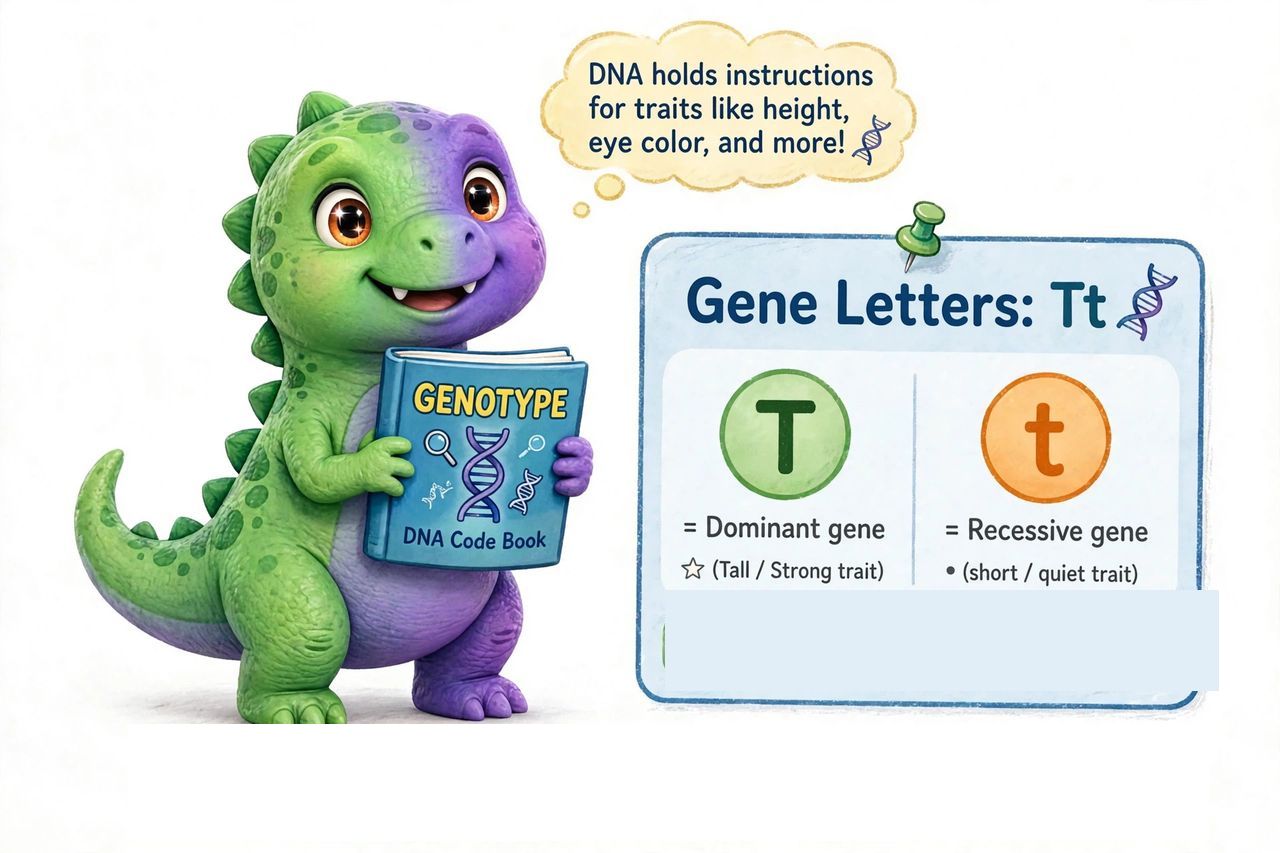 DNA holds instructions
for traits like height,
eye color, and more!
GENOTYPE
DNA Code Book
Gene Letters: Tt
T
= Dominant gene
☆ (Tall / Strong trait)
t
= Recessive gene
• (short / quiet trait)